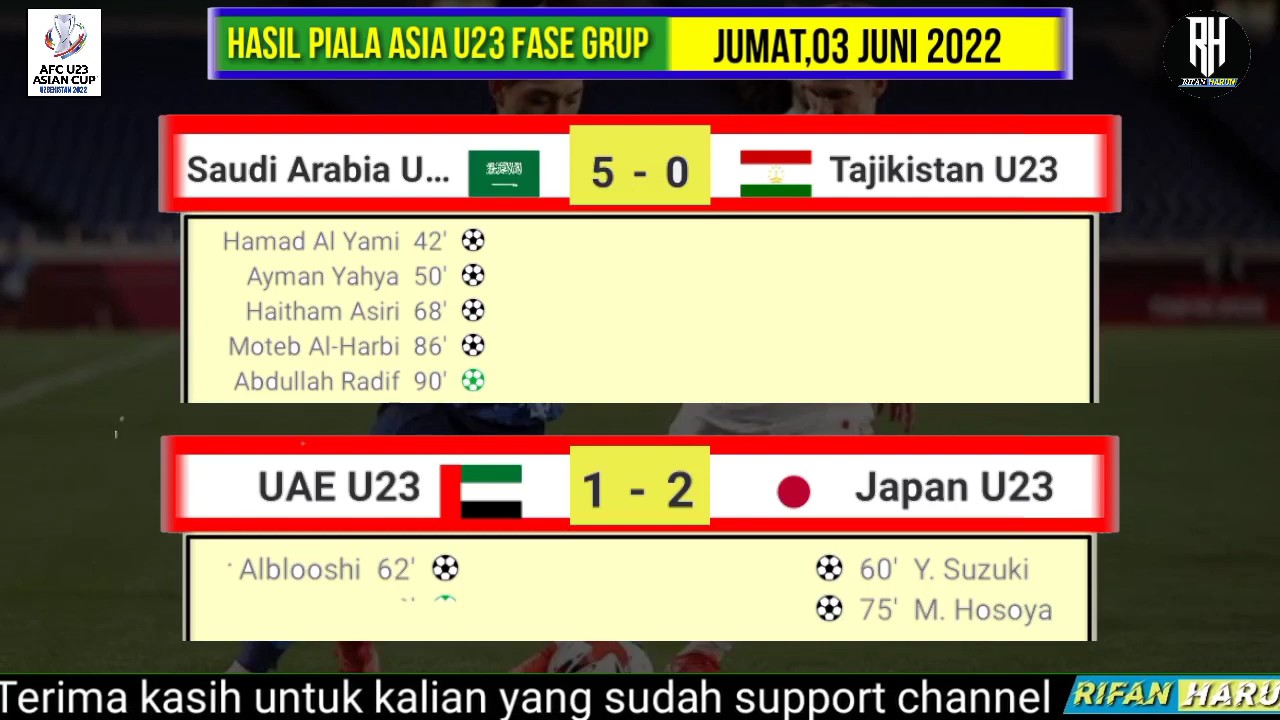 AFC U23
ASIAN CUP
UZBEKISTAN 2022
HASIL PIALA ASIA U23 FASE GRUP
JUMAT,03 JUNI 2022
RH
RIFAN HARUN
Saudi Arabia U...
5 - 0
Tajikistan U23
Hamad Al Yami 42'
Ayman Yahya 50'
Haitham Asiri 68'
Moteb Al-Harbi 86'
Abdullah Radif 90'
UAE U23
1 - 2
Japan U23
Alblooshi 62'
60' Y. Suzuki
75' M. Hosoya
Terima kasih untuk kalian yang sudah support channel RIFAN HARU